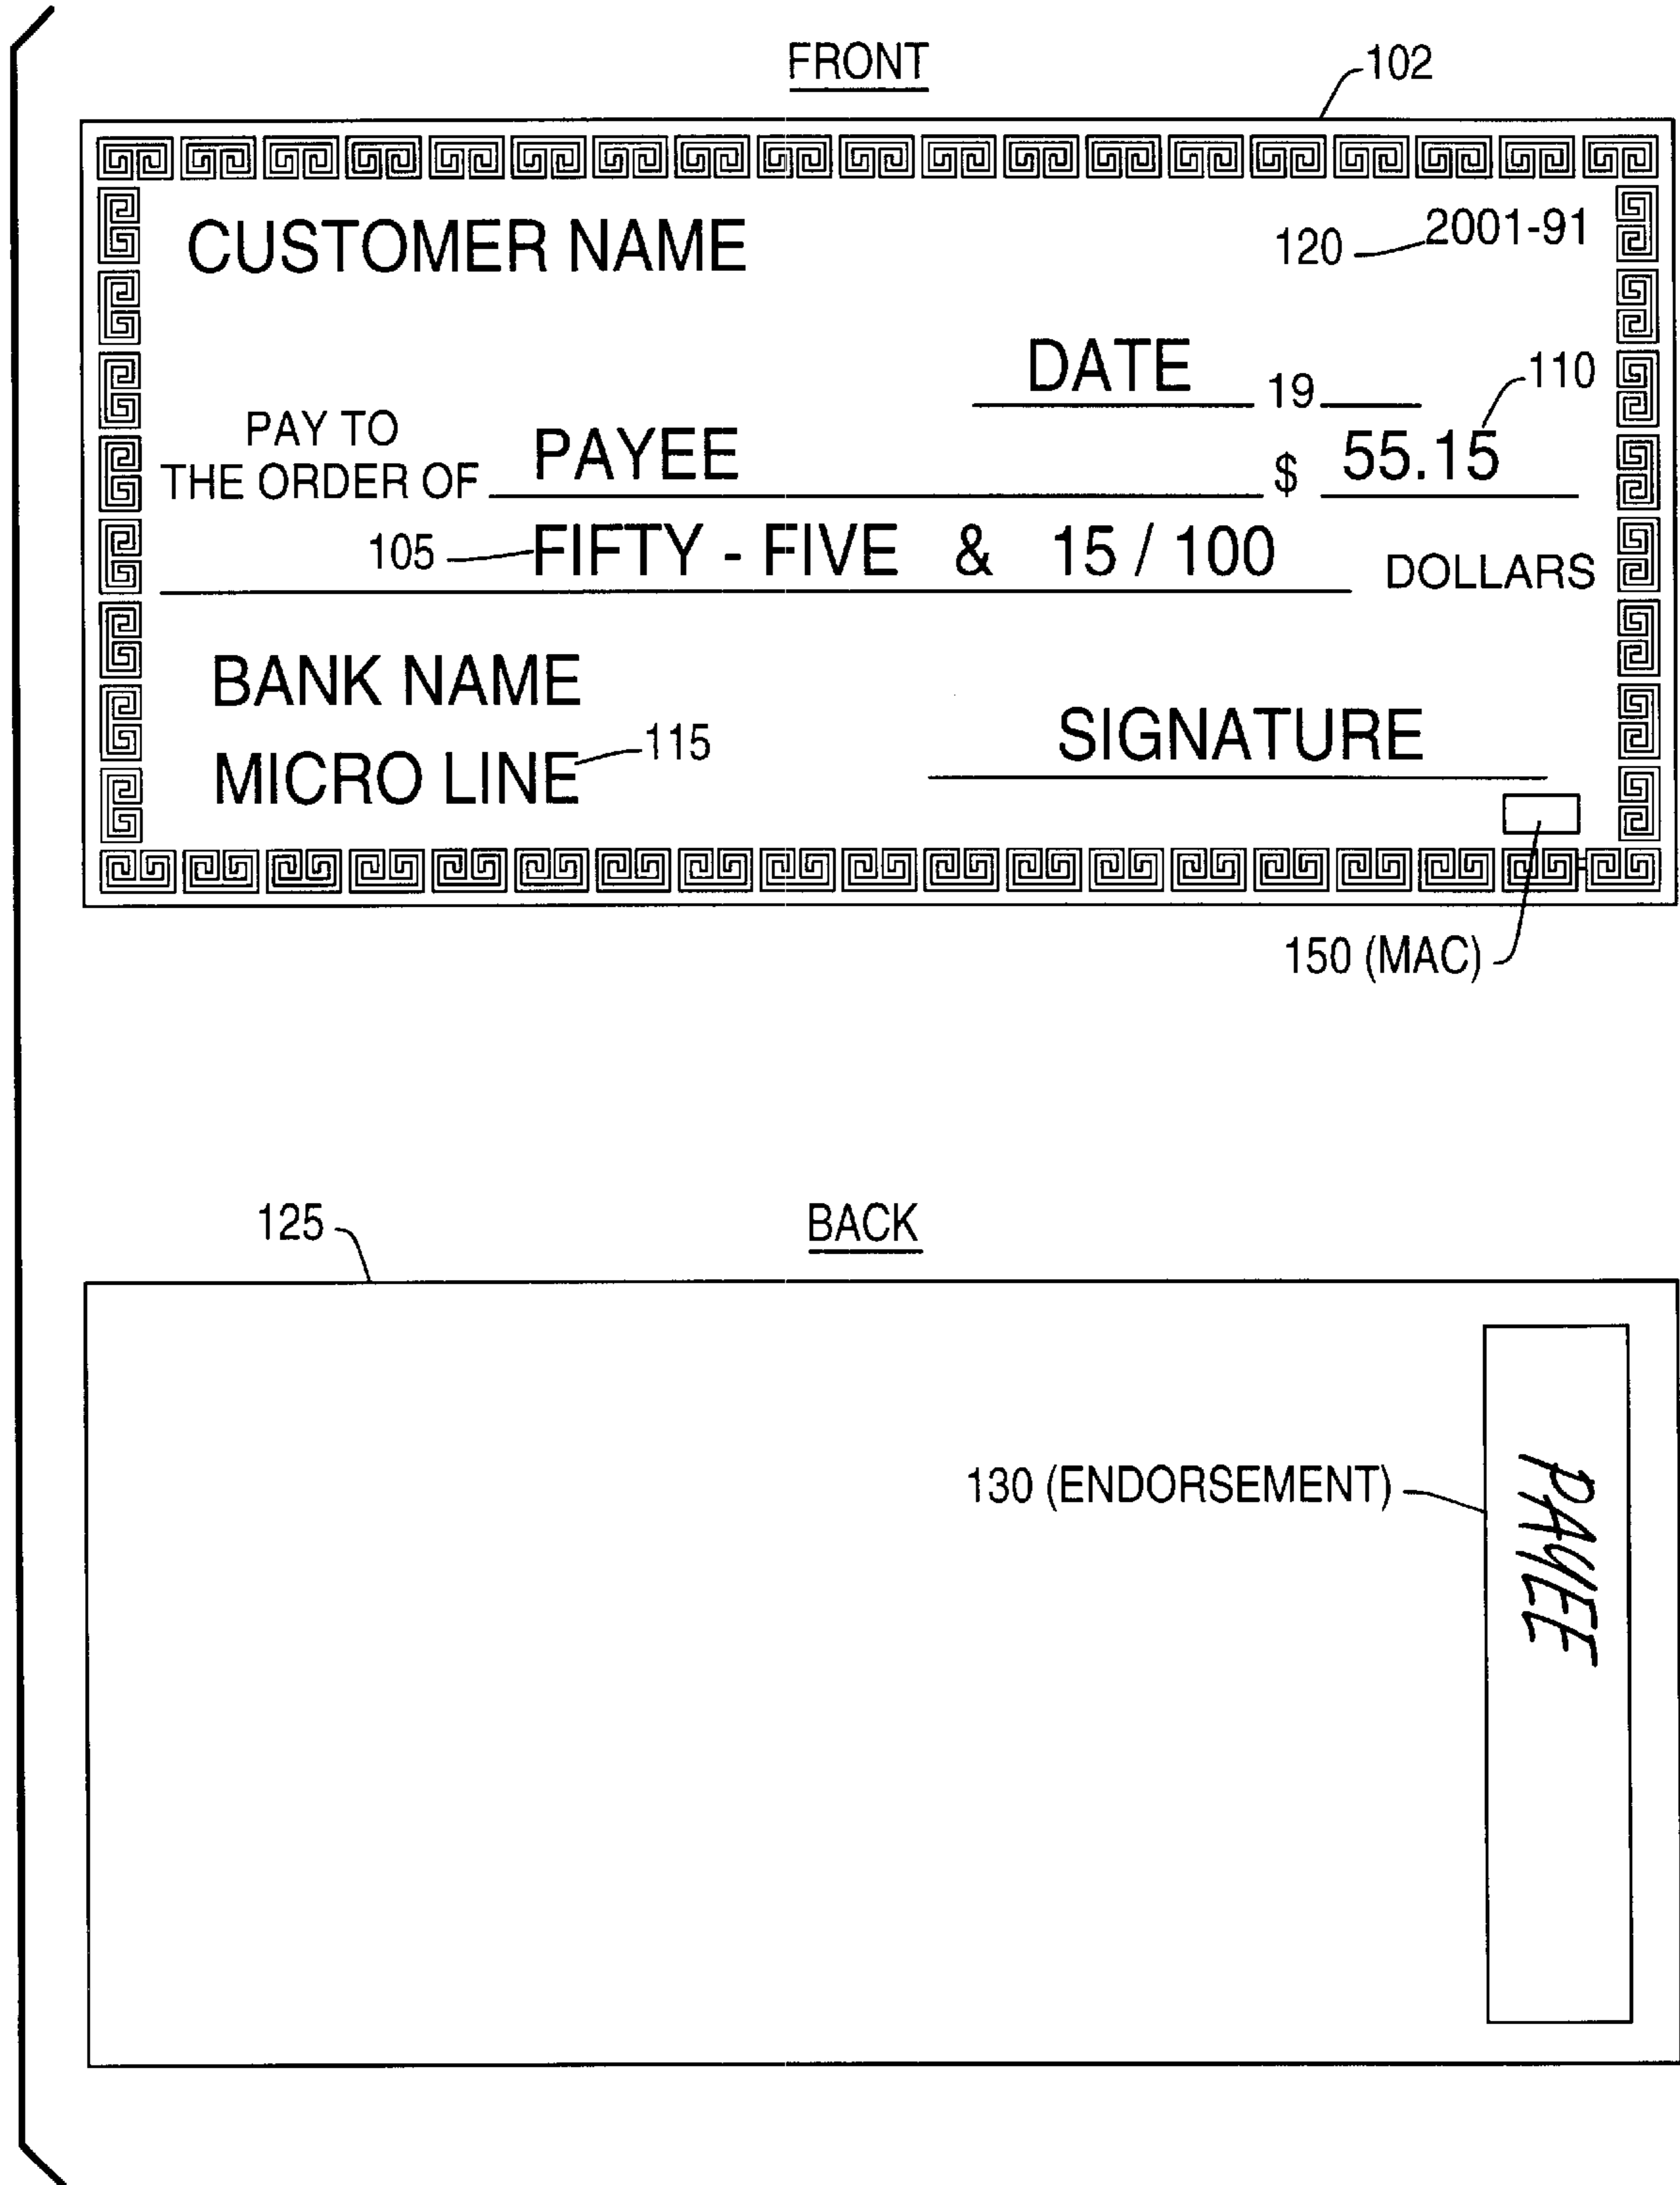 FRONT
102
CUSTOMER NAME
120 2001-91
DATE 19
110
PAY TO
THE ORDER OF PAYEE $ 55.15
105 FIFTY - FIVE & 15 / 100 DOLLARS
BANK NAME
MICRO LINE 115
SIGNATURE
150 (MAC)
125
BACK
130 (ENDORSEMENT)
PAYEE